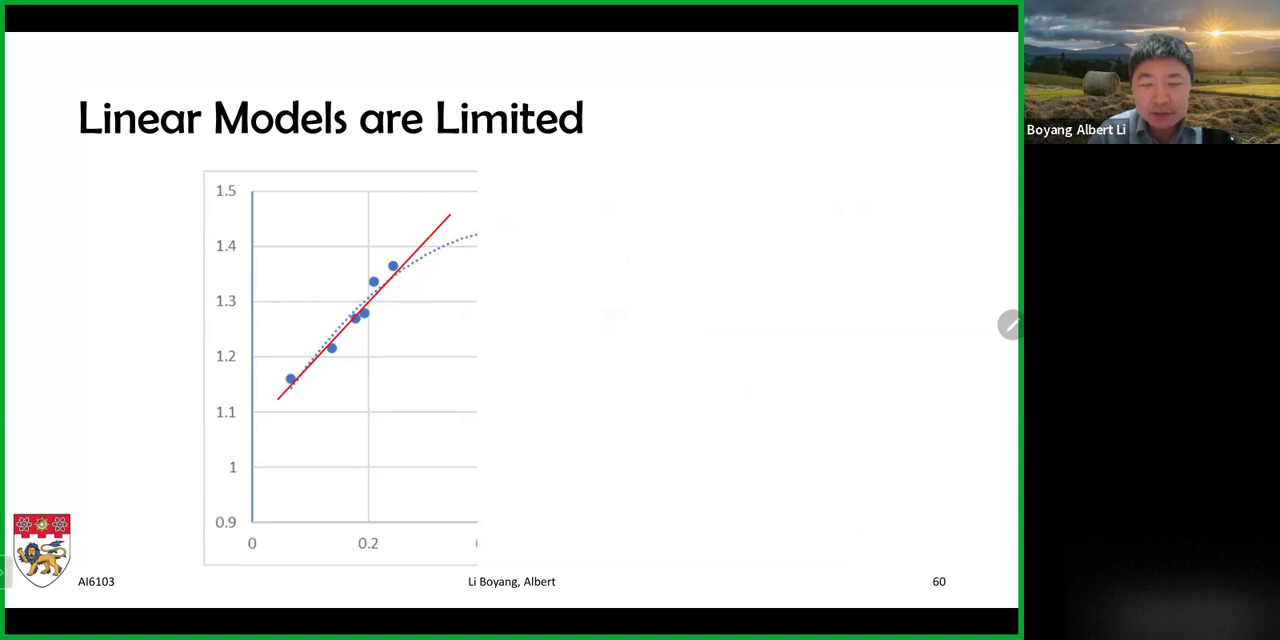 Linear Models are Limited
1.5
1.4
1.3
1.2
1.1
1
0.9
0
0.2
AI6103
Li Boyang, Albert
60
Boyang Albert Li